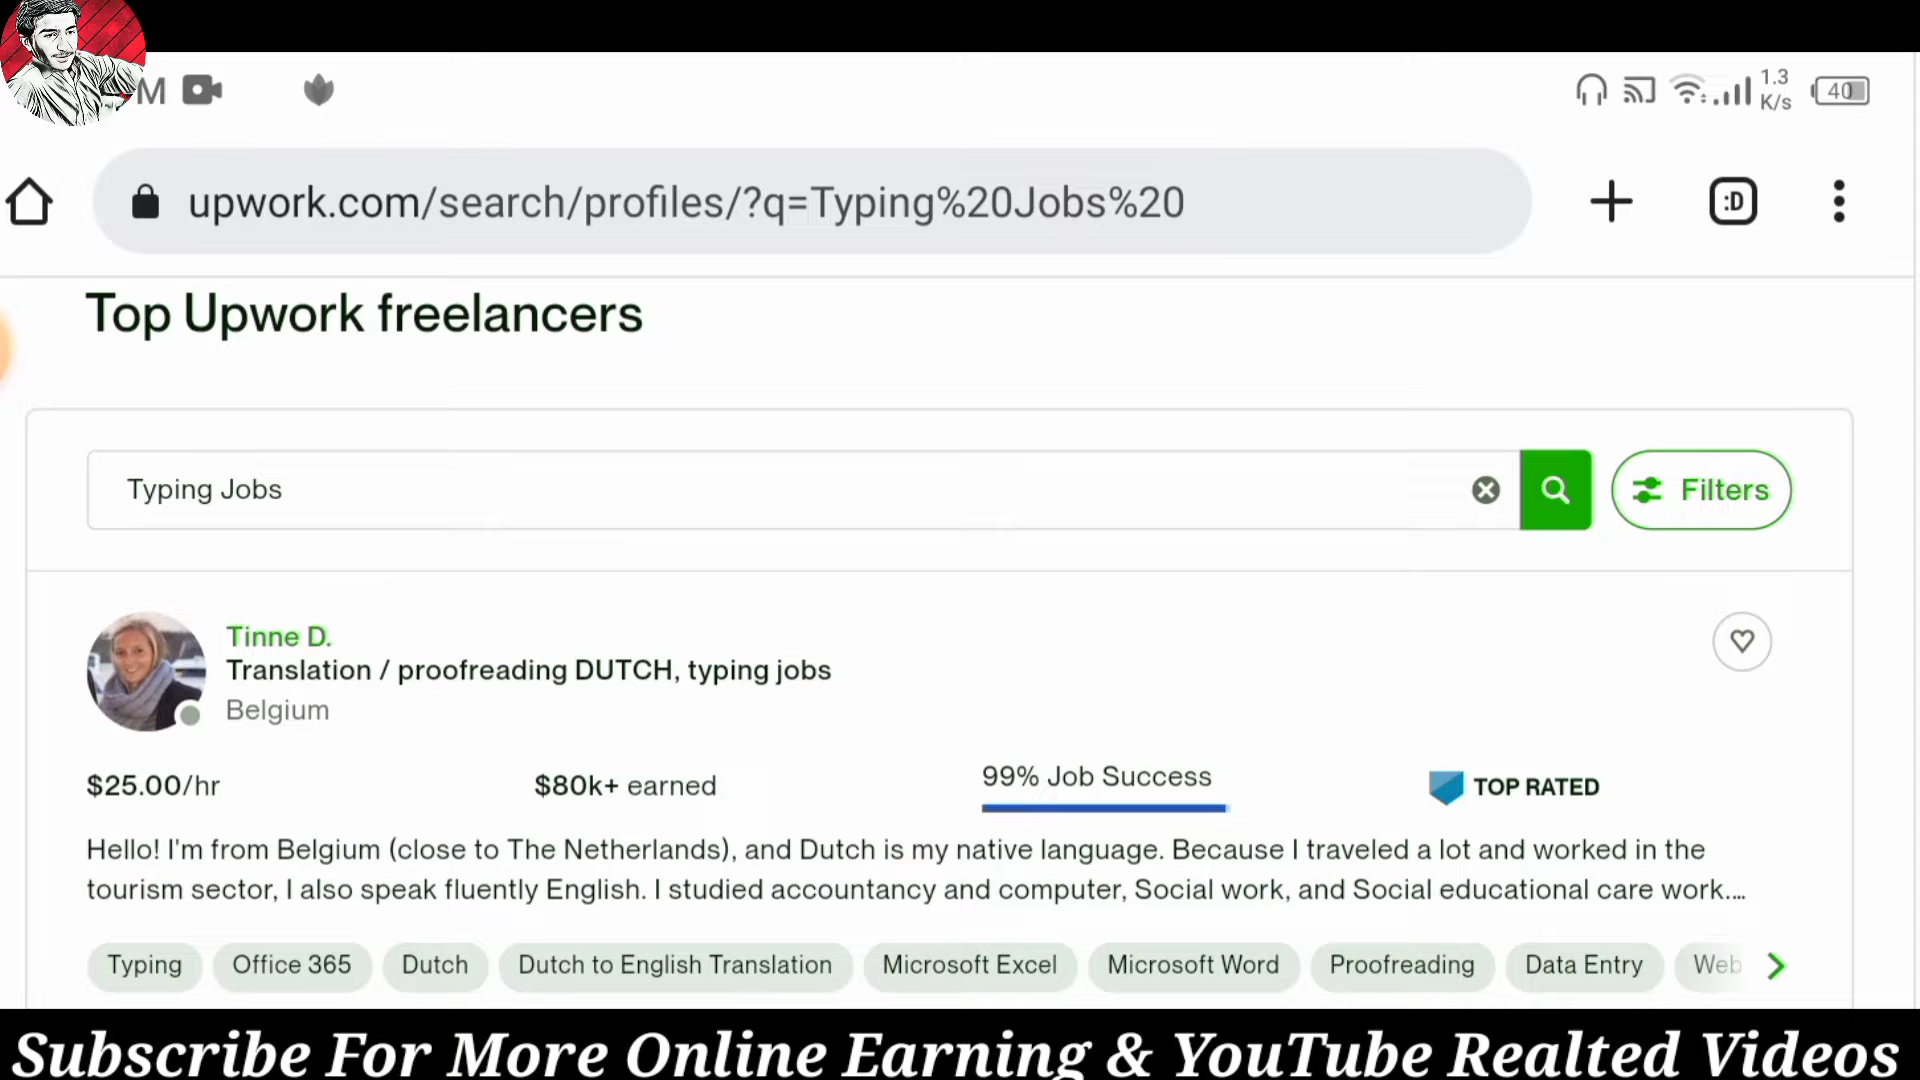 M
1.3
K/s
40
upwork.com/search/profiles/?q=Typing%20Jobs%20
:D
Top Upwork freelancers
Typing Jobs
Filters
Tinne D.
Translation / proofreading DUTCH, typing jobs
Belgium
$25.00/hr $80k+ earned 99% Job Success TOP RATED
Hello! I'm from Belgium (close to The Netherlands), and Dutch is my native language. Because I traveled a lot and worked in the
tourism sector, I also speak fluently English. I studied accountancy and computer, Social work, and Social educational care work....
Typing Office 365 Dutch Dutch to English Translation Microsoft Excel Microsoft Word Proofreading Data Entry Web
Subscribe For More Online Earning & YouTube Realted Videos